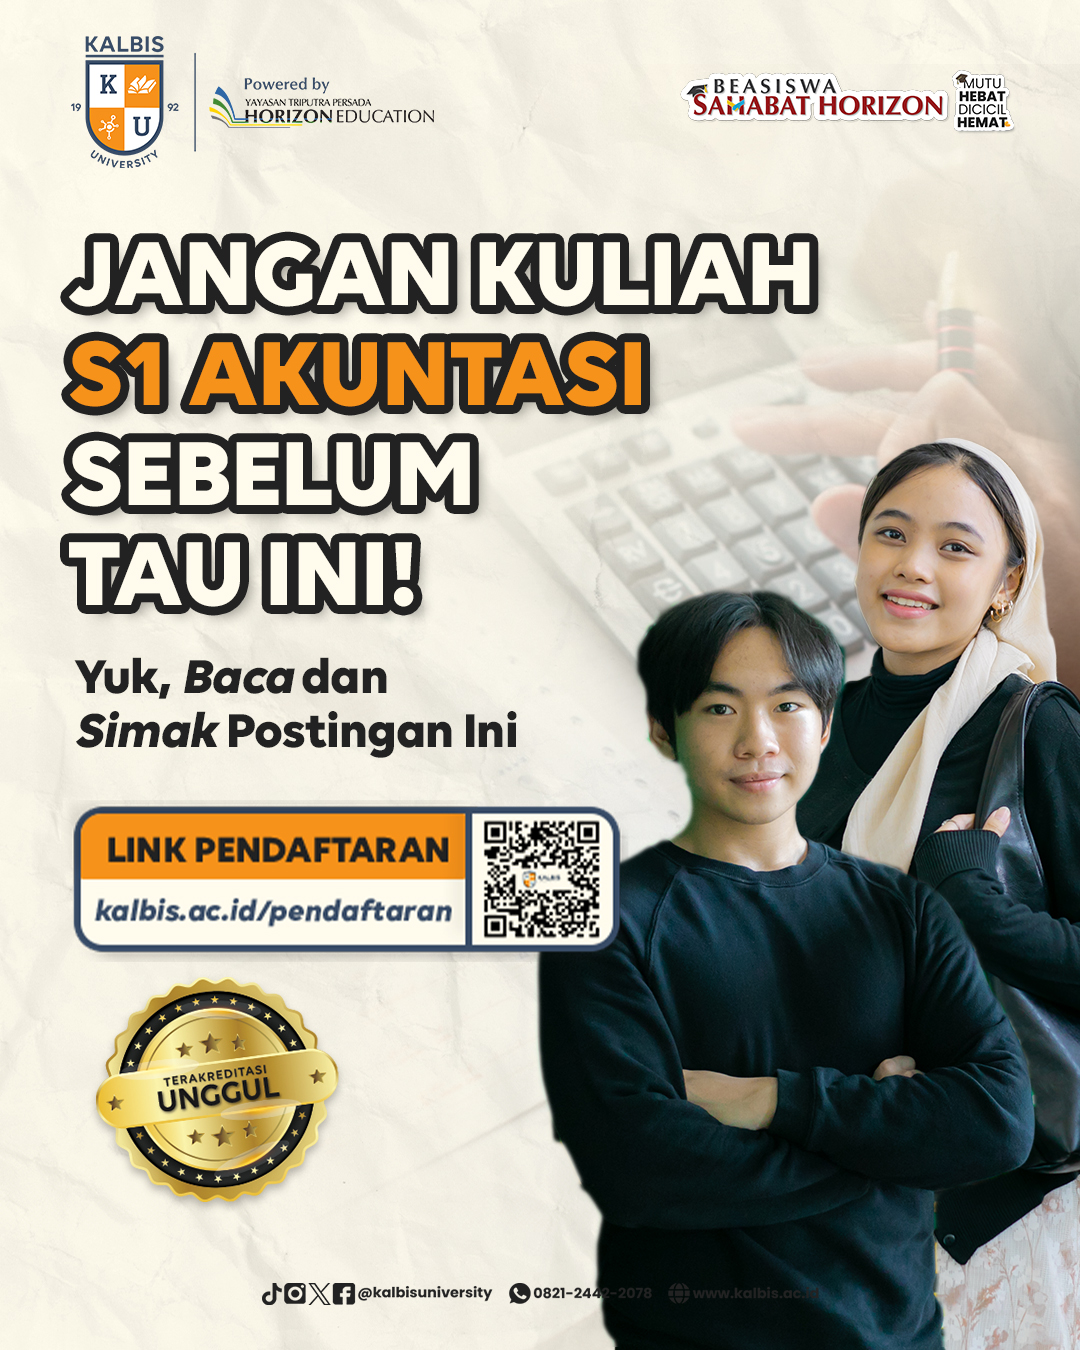 KALBIS
K
U
19
92
UNIVERSITY
Powered by
YAYASAN TRIPUTRA PERSADA
HORIZON EDUCATION
BEASISWA
SAHABAT HORIZON
MUTU
HEBAT
DICICIL
HEMAT
JANGAN KULIAH
S1 AKUNTASI
SEBELUM
TAU INI!
Yuk, Baca dan
Simak Postingan Ini
LINK PENDAFTARAN
kalbis.ac.id/pendaftaran
KALBIS
TERAKREDITASI
UNGGUL
@kalbisuniversity 0821-2442-2078 www.kalbis.ac.id